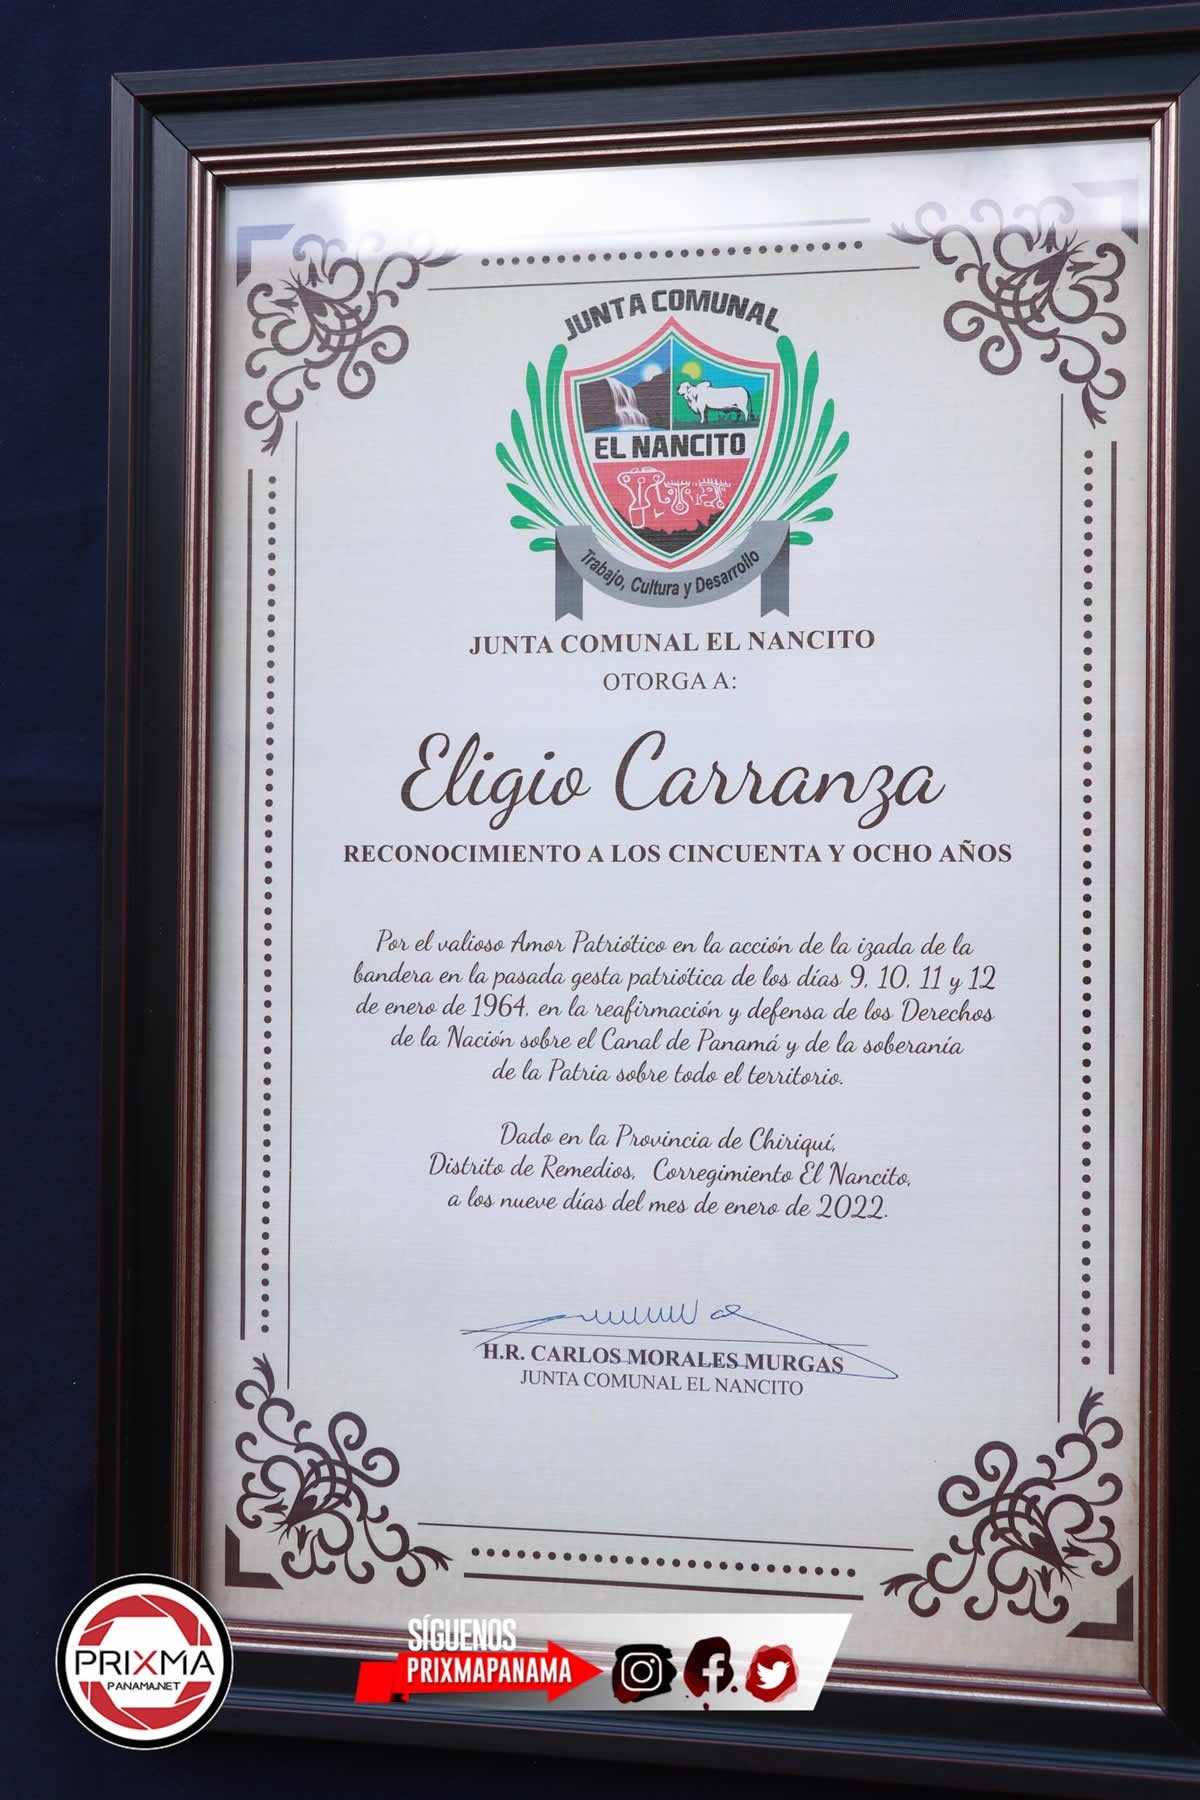 JUNTA COMUNAL
EL NANCITO
Trabajo, Cultura y Desarrollo
JUNTA COMUNAL EL NANCITO
OTORGA A:
Eligio Carranza
RECONOCIMIENTO A LOS CINCUENTA Y OCHO AÑOS
Por el valioso Amor Patriótico en la acción de la izada de la
bandera en la pasada gesta patriótica de los días 9, 10, 11 y 12
de enero de 1964, en la reafirmación y defensa de los Derechos
de la Nación sobre el Canal de Panamá y de la soberanía
de la Patria sobre todo el territorio.
Dado en la Provincia de Chiriquí,
Distrito de Remedios, Corregimiento El Nancito,
a los nueve días del mes de enero de 2022.
H.R. CARLOS MORALES MURGAS
JUNTA COMUNAL EL NANCITO
PRIXMA
PANAMA.NET
SÍGUENOS
PRIXMAPANAMA